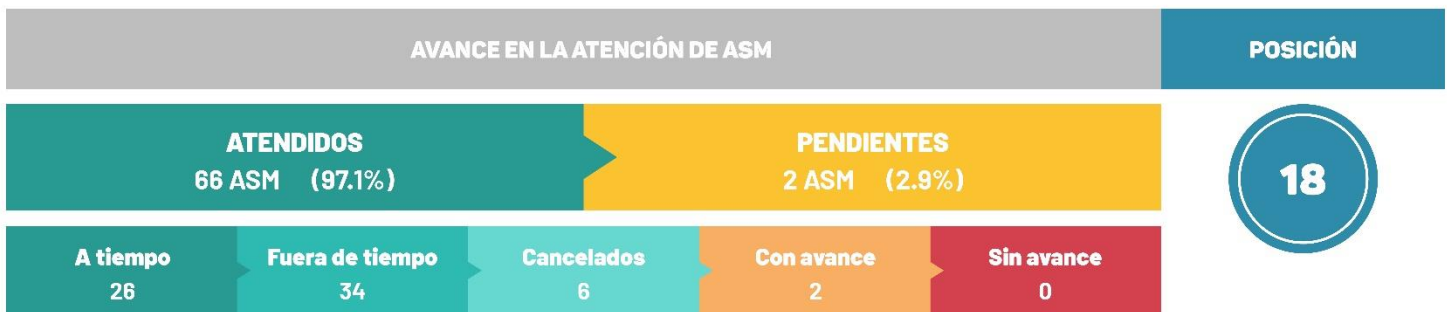 AVANCE EN LA ATENCIÓN DE ASM
POSICIÓN
ATENDIDOS
66 ASM (97.1%)
PENDIENTES
2 ASM (2.9%)
18
A tiempo
26
Fuera de tiempo
34
Cancelados
6
Con avance
2
Sin avance
0